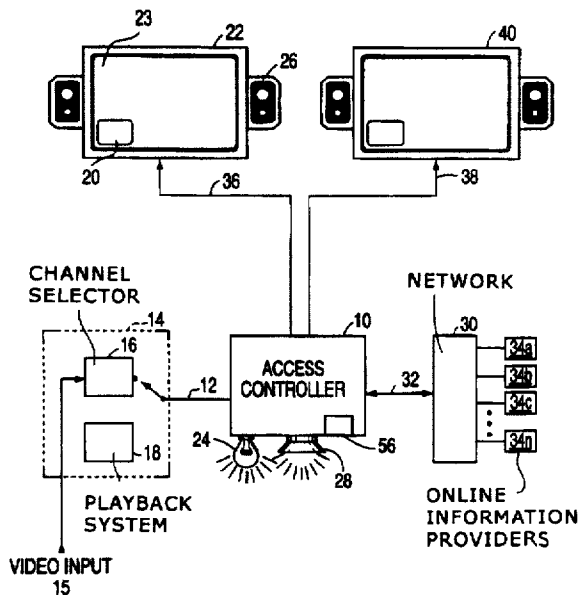 23
22
26
40
20
36
38
CHANNEL
SELECTOR
14
16
12
18
PLAYBACK
SYSTEM
VIDEO INPUT
15
10
ACCESS
CONTROLLER
24
28
56
32
NETWORK
30
34a
34b
34c
34n
ONLINE
INFORMATION
PROVIDERS